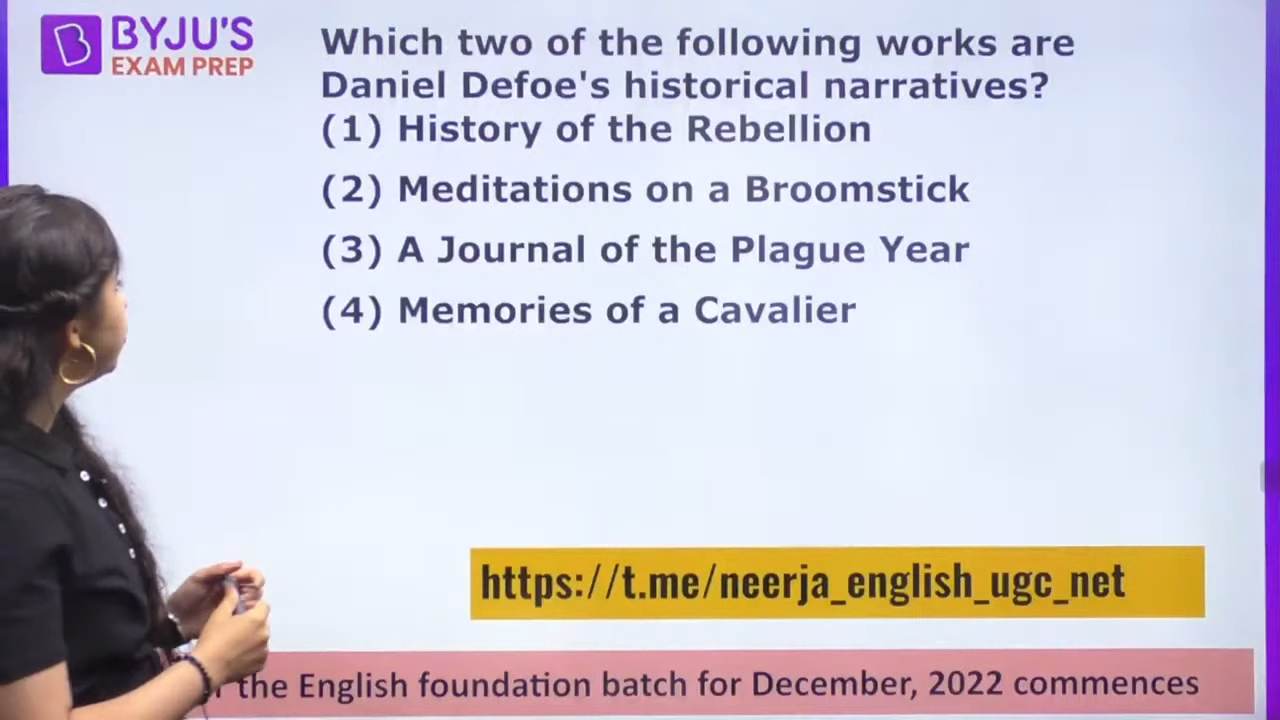 BYJU'S
EXAM PREP
Which two of the following works are
Daniel Defoe's historical narratives?
(1) History of the Rebellion
(2) Meditations on a Broomstick
(3) A Journal of the Plague Year
(4) Memories of a Cavalier
https://t.me/neerja_english_ugc_net
the English foundation batch for December, 2022 commences